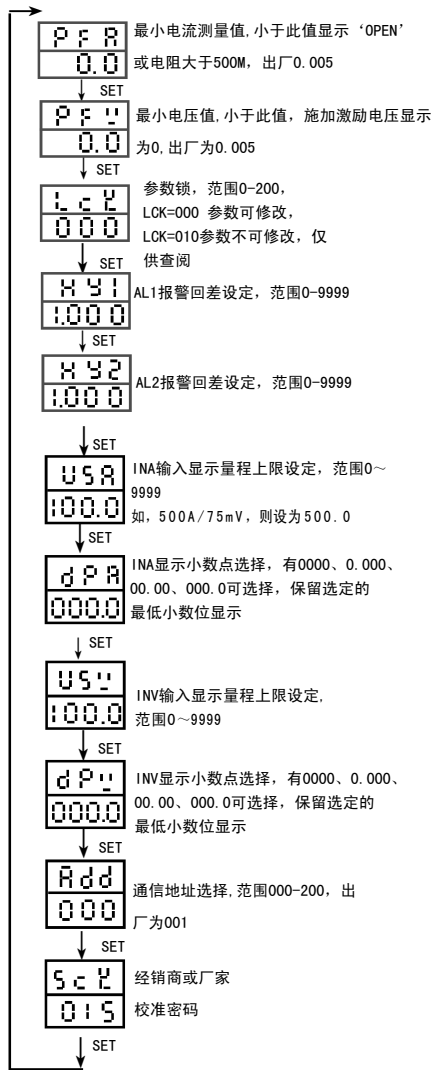 PFA
最小电流测量值,小于此值显示‘OPEN’
0.0
或电阻大于500M，出厂0.005
SET
PFV
最小电压值,小于此值，施加激励电压显示
0.0
为0,出厂为0.005
SET
LcK
参数锁，范围0-200，
000
LCK=000 参数可修改，
LCK=010参数不可修改，仅
供查阅
SET
HY1
AL1报警回差设定，范围0-9999
1.000
SET
HY2
AL2报警回差设定，范围0-9999
1.000
SET
USA
INA输入显示量程上限设定，范围0～
9999
100.0
如，500A/75mV，则设为500.0
SET
dPA
INA显示小数点选择，有0000、0.000、
00.00、000.0可选择，保留选定的
000.0
最低小数位显示
SET
USV
INV输入显示量程上限设定,
100.0
范围0～9999
SET
dPV
INV显示小数点选择，有0000、0.000、
00.00、000.0可选择，保留选定的
000.0
最低小数位显示
SET
Add
通信地址选择,范围000-200，出
000
厂为001
SET
ScK
经销商或厂家
015
校准密码
SET